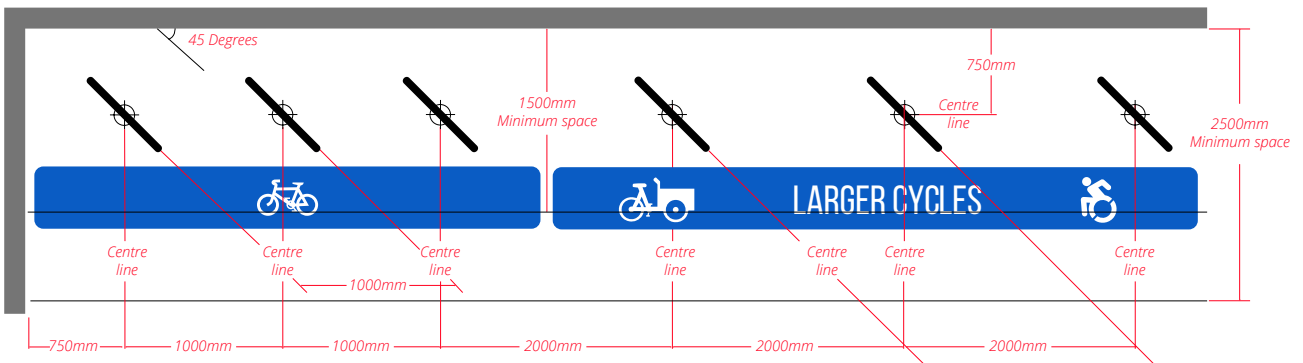 45 Degrees
750mm
1500mm
Minimum space
Centre
line
2500mm
Minimum space
LARGER CYCLES
Centre
line
Centre
line
Centre
line
Centre
line
Centre
line
Centre
line
Centre
line
1000mm
750mm
1000mm
1000mm
2000mm
2000mm
2000mm